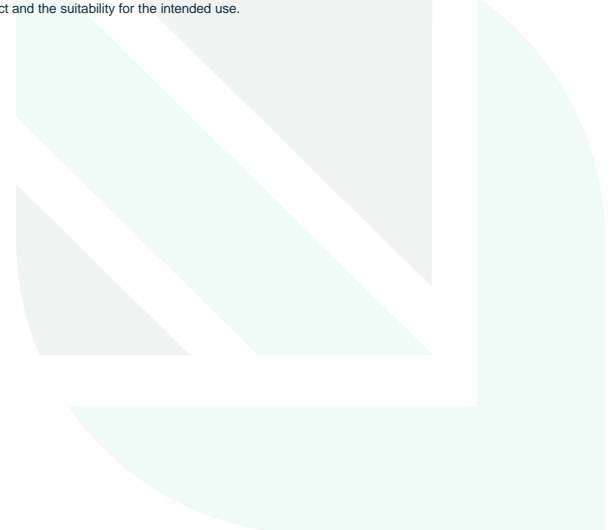 ct and the suitability for the intended use.